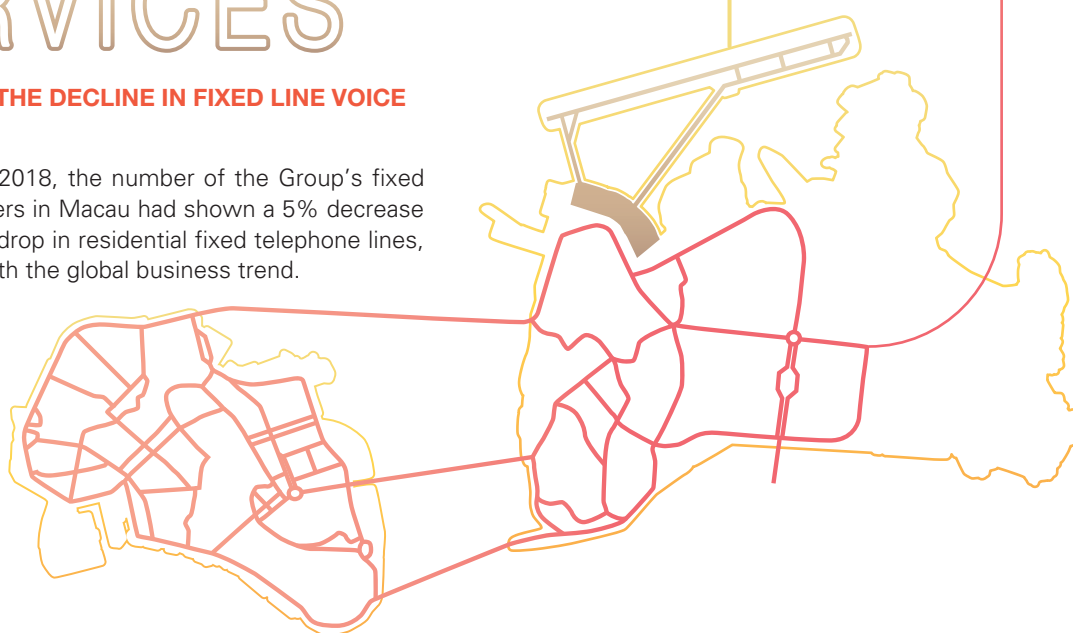 RVICES
THE DECLINE IN FIXED LINE VOICE
2018, the number of the Group's fixed
ers in Macau had shown a 5% decrease
drop in residential fixed telephone lines,
th the global business trend.